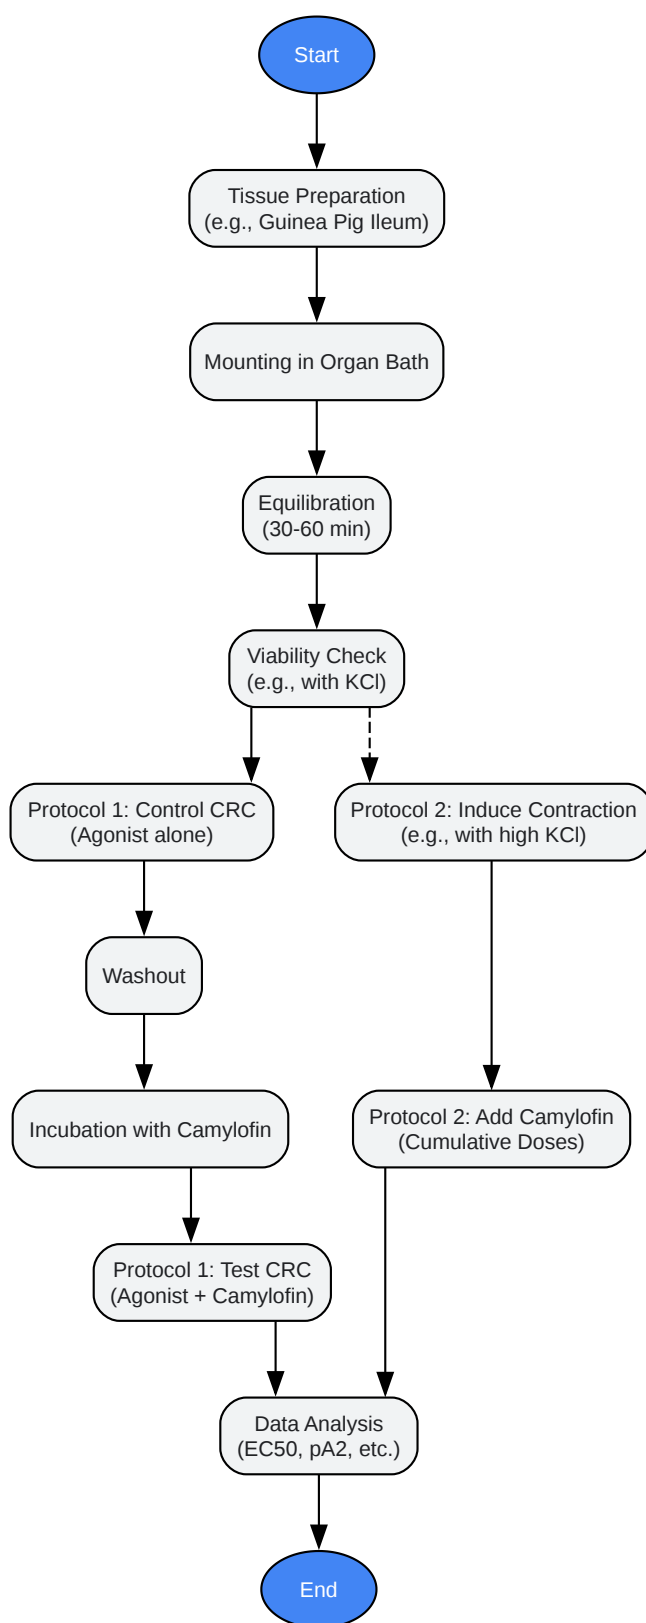 Start
Tissue Preparation
(e.g., Guinea Pig Ileum)
Mounting in Organ Bath
Equilibration
(30-60 min)
Viability Check
(e.g., with KCl)
Protocol 1: Control CRC
(Agonist alone)
Protocol 2: Induce Contraction
(e.g., with high KCl)
Washout
Incubation with Camylofin
Protocol 2: Add Camylofin
(Cumulative Doses)
Protocol 1: Test CRC
(Agonist + Camylofin)
Data Analysis
(EC50, pA2, etc.)
End